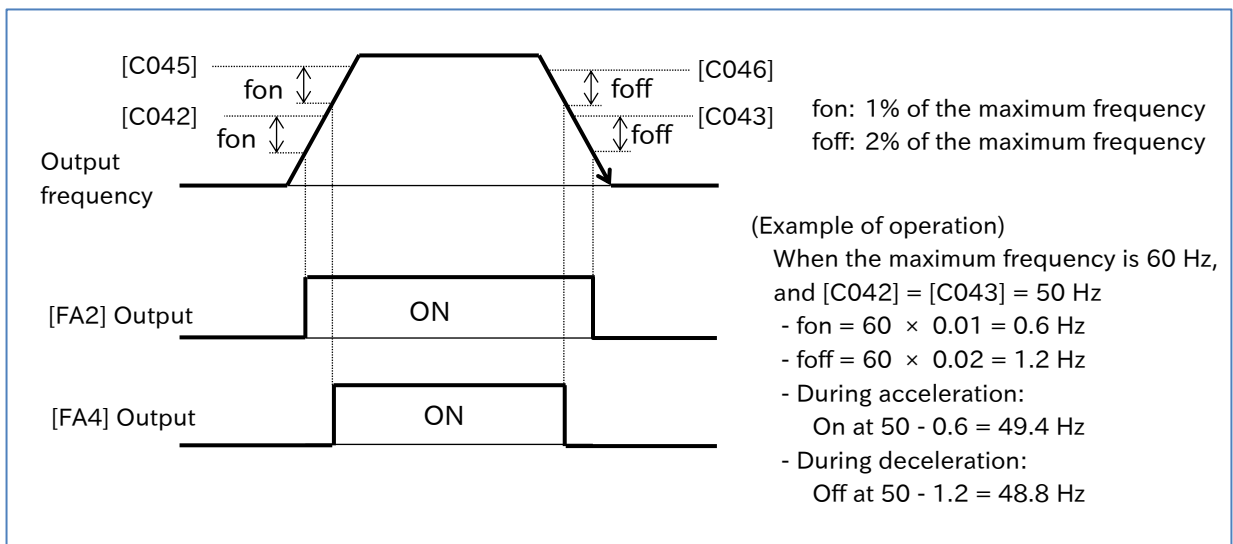 [C045]
fon
[C042]
fon
Output
frequency
[C046]
foff
[C043]
foff
fon: 1% of the maximum frequency
foff: 2% of the maximum frequency
[FA2] Output
ON
[FA4] Output
ON
(Example of operation)
When the maximum frequency is 60 Hz,
and [C042] = [C043] = 50 Hz
- fon = 60 × 0.01 = 0.6 Hz
- foff = 60 × 0.02 = 1.2 Hz
- During acceleration:
On at 50 - 0.6 = 49.4 Hz
- During deceleration:
Off at 50 - 1.2 = 48.8 Hz